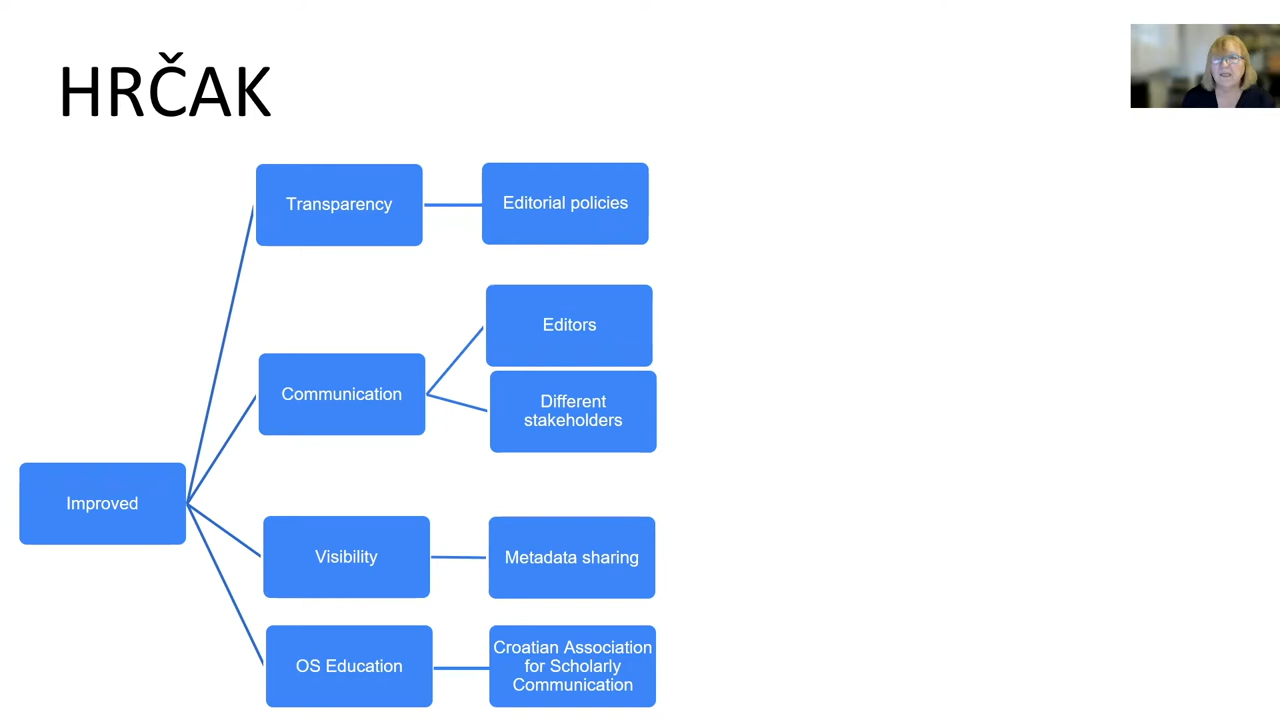 HRČAK
Transparency
Editorial policies
Editors
Communication
Different
stakeholders
Improved
Visibility
Metadata sharing
OS Education
Croatian Association
for Scholarly
Communication